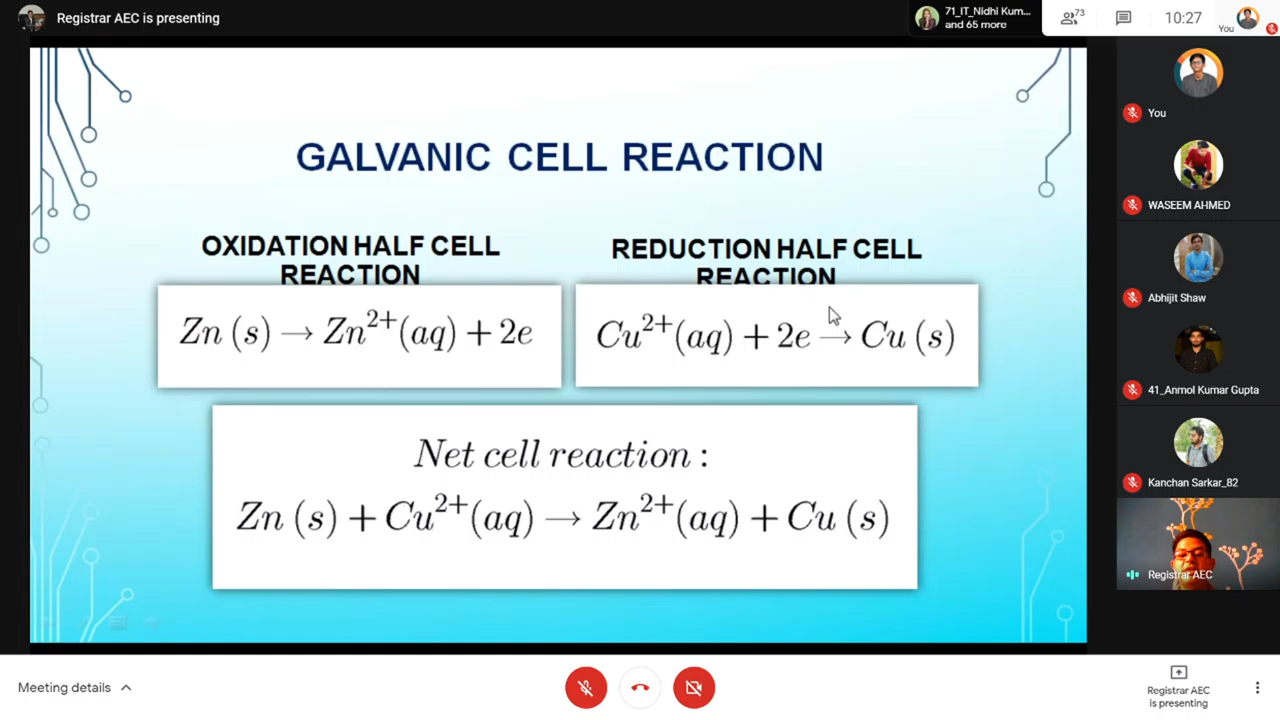 Registrar AEC is presenting
71_IT_Nidhi Kum...
and 65 more
73
10:27
You
GALVANIC CELL REACTION
OXIDATION HALF CELL
REACTION
REDUCTION HALF CELL
REACTION
Zn (s) → Zn²⁺(aq) + 2e
Cu²⁺(aq) + 2e → Cu (s)
Net cell reaction :
Zn (s) + Cu²⁺(aq) → Zn²⁺(aq) + Cu (s)
You
WASEEM AHMED
Abhijit Shaw
41_Anmol Kumar Gupta
Kanchan Sarkar_82
Registrar AEC
Meeting details
Registrar AEC
is presenting